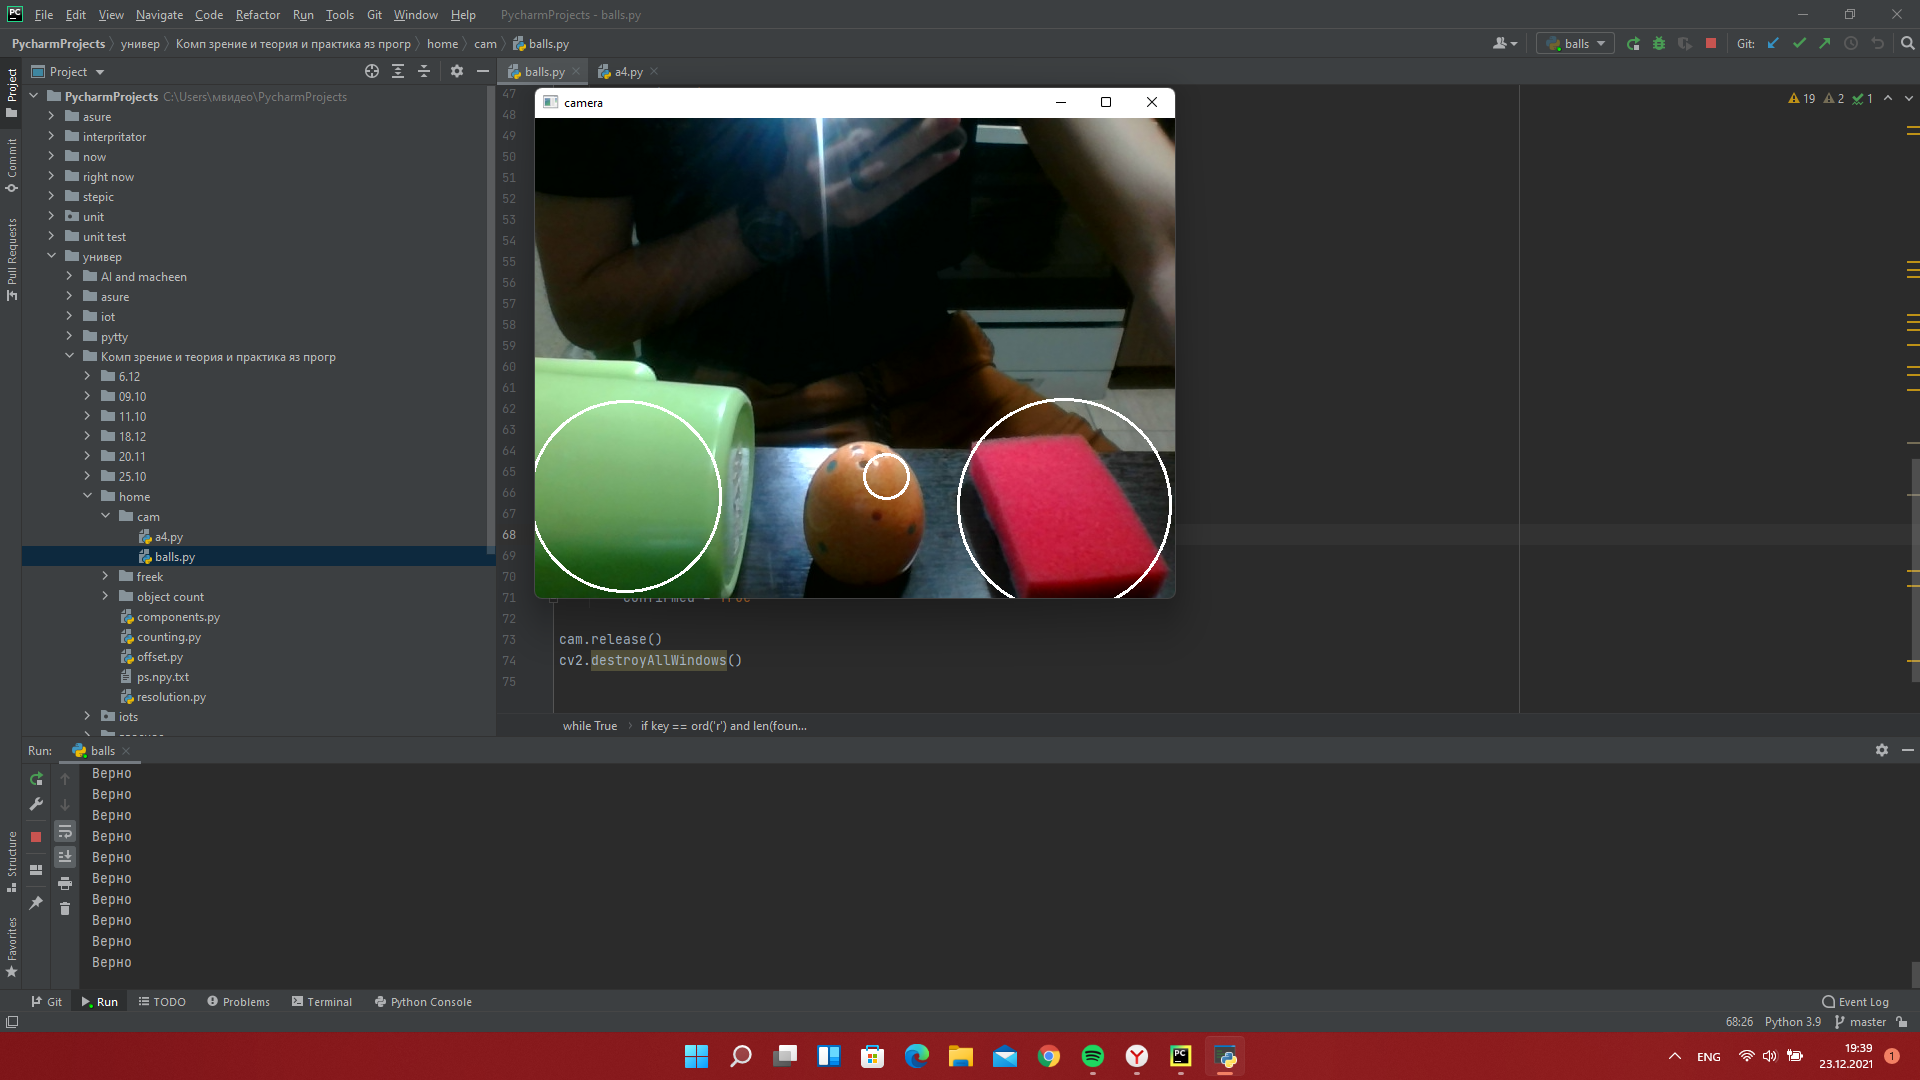 PC File Edit View Navigate Code Refactor Run Tools Git Window Help PycharmProjects - balls.py
PycharmProjects универ Комп зрение и теория и практика яз прогр home cam balls.py balls Git:
Project balls.py a4.py
PycharmProjects C:\Users\мвидео\PycharmProjects
asure
interpritator
now
right now
stepic
unit
unit test
универ
AI and macheen
asure
iot
pytty
Комп зрение и теория и практика яз прогр
6.12
09.10
11.10
18.12
20.11
25.10
home
cam
a4.py
balls.py
freek
object count
components.py
counting.py
offset.py
ps.npy.txt
resolution.py
iots
Project
Commit
Pull Requests
Structure
Favorites
camera
19 2 1
47
48
49
50
51
52
53
54
55
56
57
58
59
60
61
62
63
64
65
66
67
68
69
70
71
72
73 cam.release()
74 cv2.destroyAllWindows()
75
while True if key == ord('r') and len(foun...
Run: balls
Верно
Верно
Верно
Верно
Верно
Верно
Верно
Верно
Верно
Верно
Git Run TODO Problems Terminal Python Console Event Log
68:26 Python 3.9 master
PC
ENG 19:39
23.12.2021
1